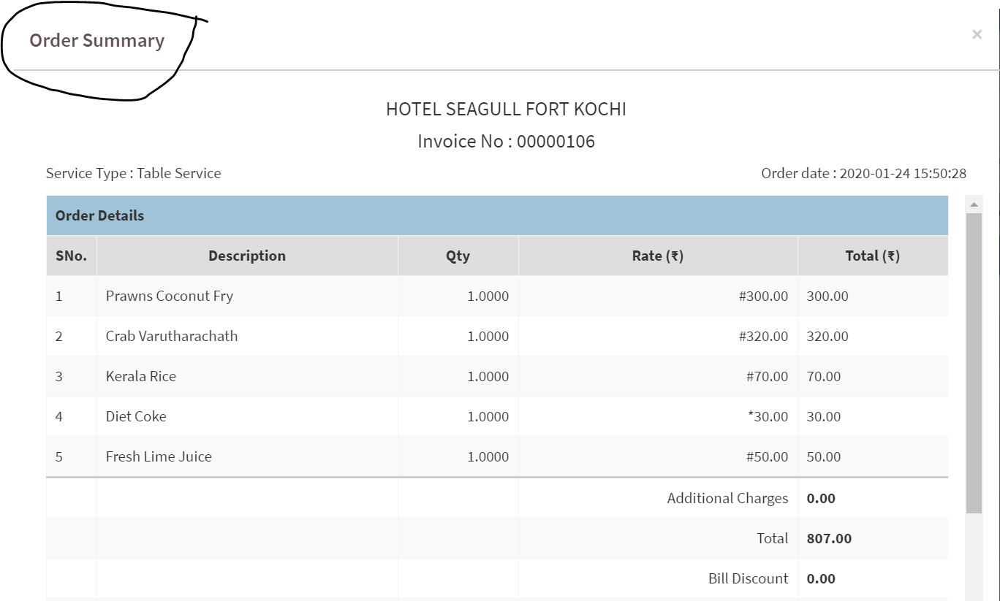 Order Summary ×
HOTEL SEAGULL FORT KOCHI
Invoice No : 00000106
Service Type : Table Service Order date : 2020-01-24 15:50:28
Order Details
SNo. Description Qty Rate (₹) Total (₹)
1 Prawns Coconut Fry 1.0000 #300.00 300.00
2 Crab Varutharachath 1.0000 #320.00 320.00
3 Kerala Rice 1.0000 #70.00 70.00
4 Diet Coke 1.0000 *30.00 30.00
5 Fresh Lime Juice 1.0000 #50.00 50.00
Additional Charges 0.00
Total 807.00
Bill Discount 0.00